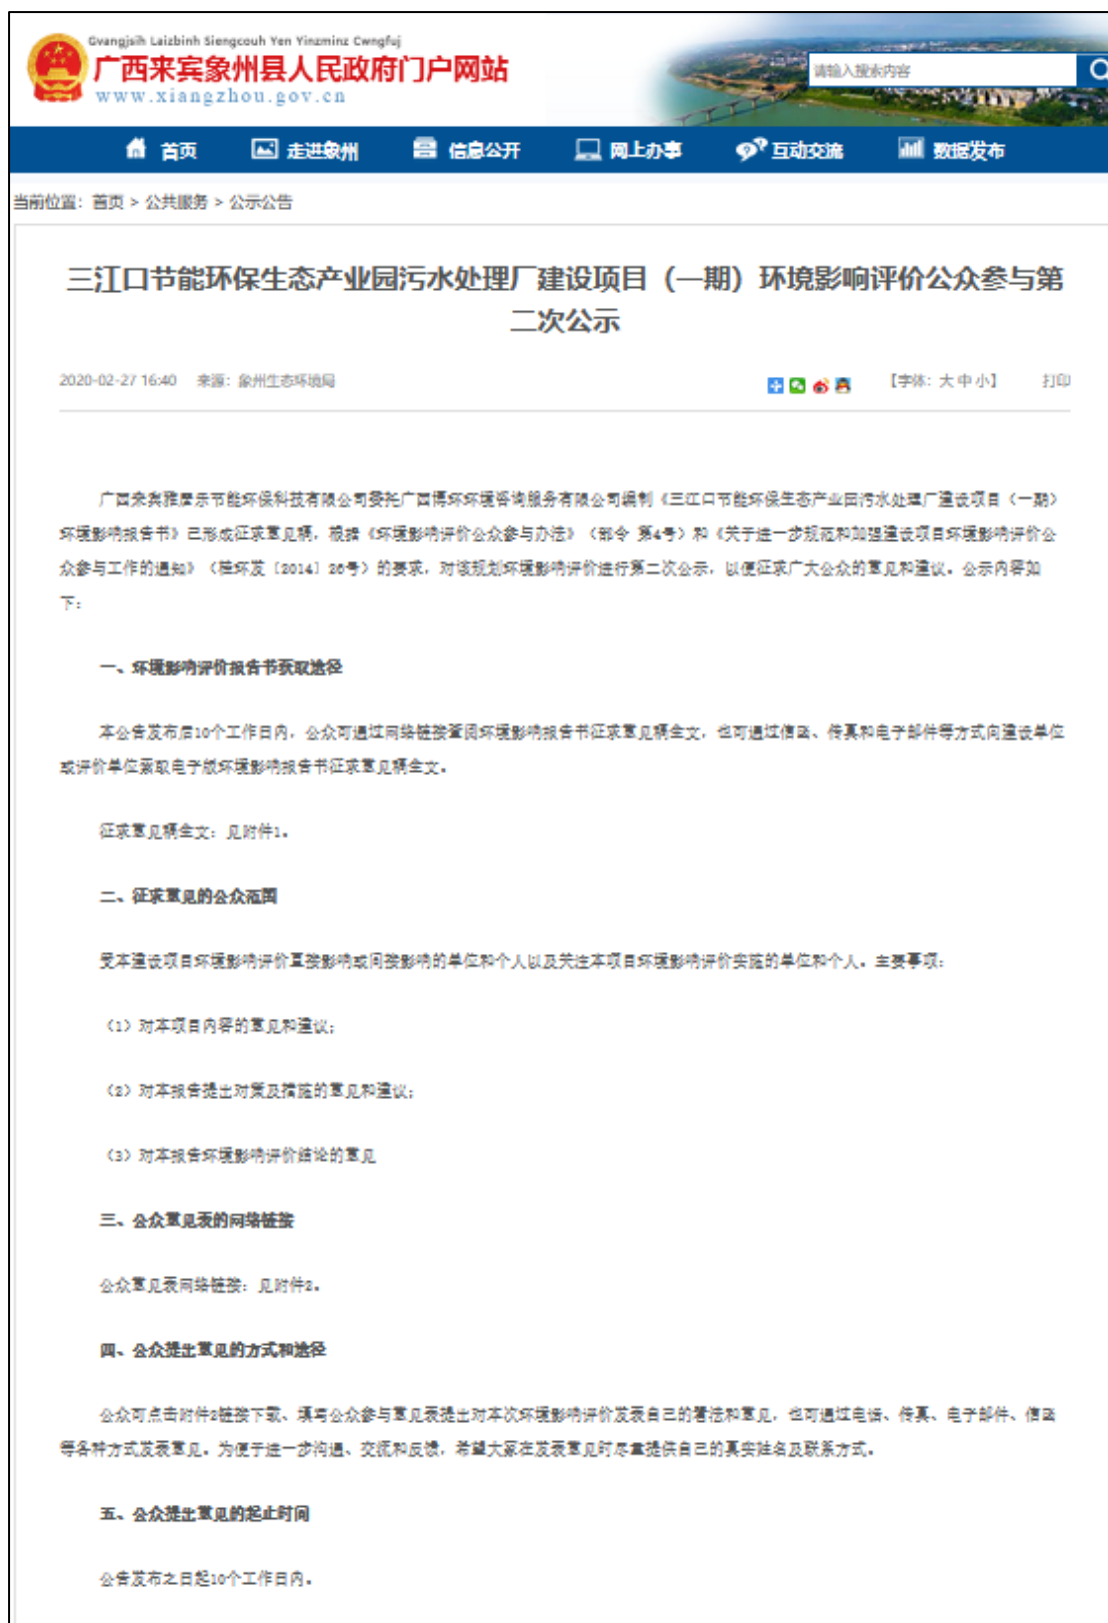 Gvangjsih Laizbinh Siengcouh Yen Yinzminz Cwngfuj
广西来宾象州县人民政府门户网站
www.xiangzhou.gov.cn
请输入搜索内容
首页 走进象州 信息公开 网上办事 互动交流 数据发布
当前位置：首页 > 公共服务 > 公示公告
三江口节能环保生态产业园污水处理厂建设项目（一期）环境影响评价公众参与第
二次公示
2020-02-27 16:40 来源：象州生态环境局 【字体：大 中 小】 打印
广西来宾雅居乐节能环保科技有限公司委托广西博环环境咨询服务有限公司编制《三江口节能环保生态产业园污水处理厂建设项目（一期）
环境影响报告书》已形成征求意见稿，根据《环境影响评价公众参与办法》（部令 第4号）和《关于进一步规范和加强建设项目环境影响评价公
众参与工作的通知》（桂环发〔2014〕26号）的要求，对该规划环境影响评价进行第二次公示，以便征求广大公众的意见和建议。公示内容如
下：
一、环境影响评价报告书获取途径
本公告发布后10个工作日内，公众可通过网络链接查阅环境影响报告书征求意见稿全文，也可通过信函、传真和电子邮件等方式向建设单位
或评价单位索取电子版环境影响报告书征求意见稿全文。
征求意见稿全文：见附件1。
二、征求意见的公众范围
受本建设项目环境影响评价直接影响或间接影响的单位和个人以及关注本项目环境影响评价实施的单位和个人。主要事项：
（1）对本项目内容的意见和建议；
（2）对本报告提出对策及措施的意见和建议；
（3）对本报告环境影响评价结论的意见
三、公众意见表的网络链接
公众意见表网络链接：见附件2。
四、公众提出意见的方式和途径
公众可点击附件2链接下载、填写公众参与意见表提出对本次环境影响评价发表自己的看法和意见，也可通过电话、传真、电子邮件、信函
等各种方式发表意见。为便于进一步沟通、交流和反馈，希望大家在发表意见时尽量提供自己的真实姓名及联系方式。
五、公众提出意见的起止时间
公告发布之日起10个工作日内。